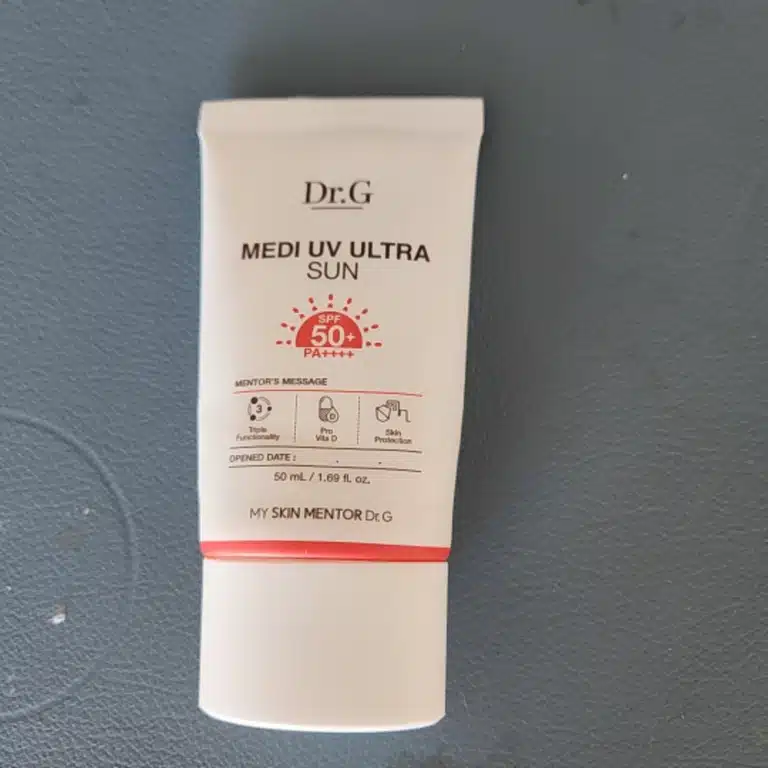 Dr.G
MEDI UV ULTRA
SUN
SPF
50+
PA++++
MENTOR'S MESSAGE
3
Triple
Functionality
Pro
Vita D
Skin
Protection
OPENED DATE : . .
50 mL / 1.69 fl. oz.
MY SKIN MENTOR Dr.G